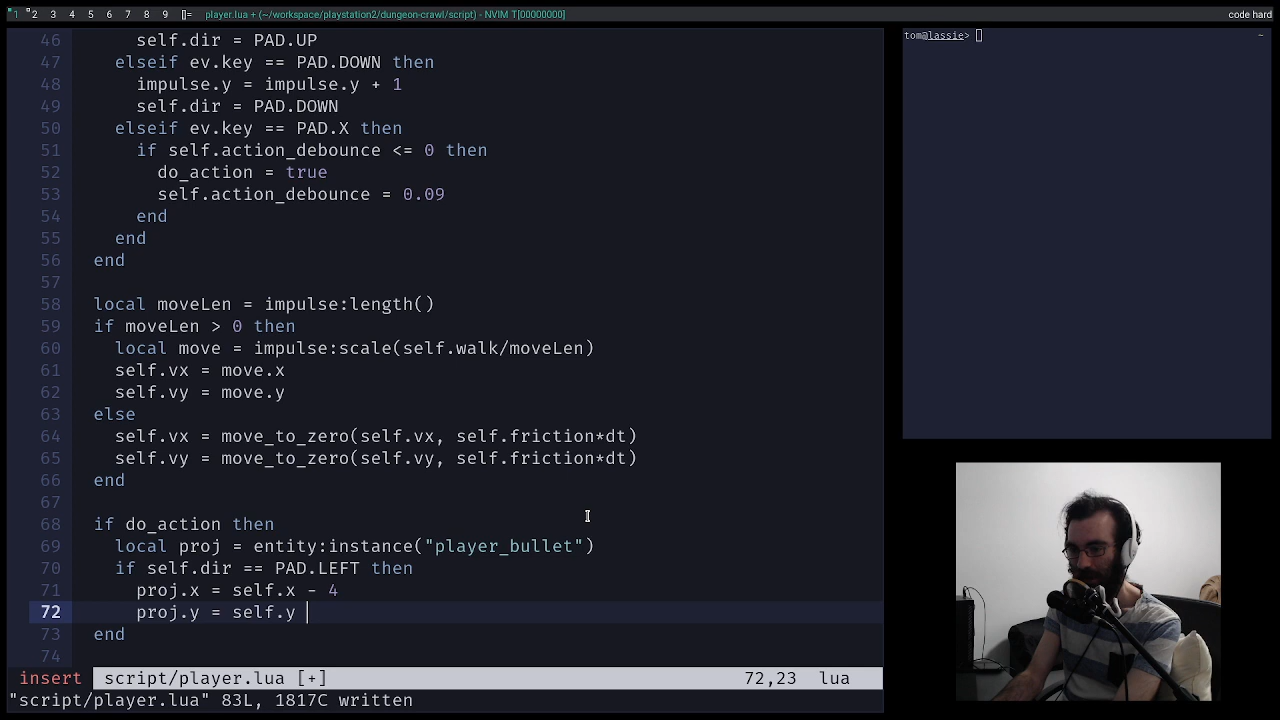 1 2 3 4 5 6 7 8 9 []= player.lua + (~/workspace/playstation2/dungeon-crawl/script) - NVIM T[00000000] code hard
46 self.dir = PAD.UP
47 elseif ev.key == PAD.DOWN then
48 impulse.y = impulse.y + 1
49 self.dir = PAD.DOWN
50 elseif ev.key == PAD.X then
51 if self.action_debounce <= 0 then
52 do_action = true
53 self.action_debounce = 0.09
54 end
55 end
56 end
57
58 local moveLen = impulse:length()
59 if moveLen > 0 then
60 local move = impulse:scale(self.walk/moveLen)
61 self.vx = move.x
62 self.vy = move.y
63 else
64 self.vx = move_to_zero(self.vx, self.friction*dt)
65 self.vy = move_to_zero(self.vy, self.friction*dt)
66 end
67
68 if do_action then
69 local proj = entity:instance("player_bullet")
70 if self.dir == PAD.LEFT then
71 proj.x = self.x - 4
72 proj.y = self.y
73 end
74
insert script/player.lua [+] 72,23 lua
"script/player.lua" 83L, 1817C written
tom@lassie> ~